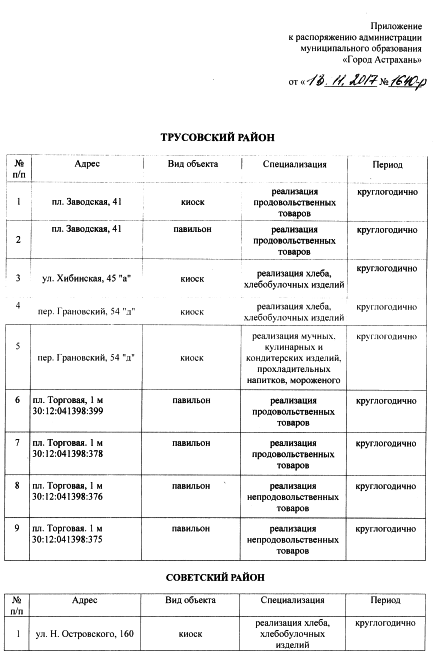 Приложение
к распоряжению администрации
муниципального образования
«Город Астрахань»
от « 13 . 11. 2017 № 1640-р
ТРУСОВСКИЙ РАЙОН
№ п/п Адрес Вид объекта Специализация Период
1 пл. Заводская, 41 киоск реализация продовольственных товаров круглогодично
2 пл. Заводская, 41 павильон реализация продовольственных товаров круглогодично
3 ул. Хибинская, 45 "а" киоск реализация хлеба, хлебобулочных изделий круглогодично
4 пер. Грановский, 54 "д" киоск реализация хлеба, хлебобулочных изделий круглогодично
5 пер. Грановский, 54 "д" киоск реализация мучных. кулинарных и кондитерских изделий, прохладительных напитков, мороженого круглогодично
6 пл. Торговая, 1 м 30:12:041398:399 павильон реализация продовольственных товаров круглогодично
7 пл. Торговая. 1 м 30:12:041398:378 павильон реализация продовольственных товаров круглогодично
8 пл. Торговая, 1 м 30:12:041398:376 павильон реализация непродовольственных товаров круглогодично
9 пл. Торговая. 1 м 30:12:041398:375 павильон реализация непродовольственных товаров круглогодично
СОВЕТСКИЙ РАЙОН
№ п/п Адрес Вид объекта Специализация Период
1 ул. Н. Островского, 160 киоск реализация хлеба, хлебобулочных изделий круглогодично